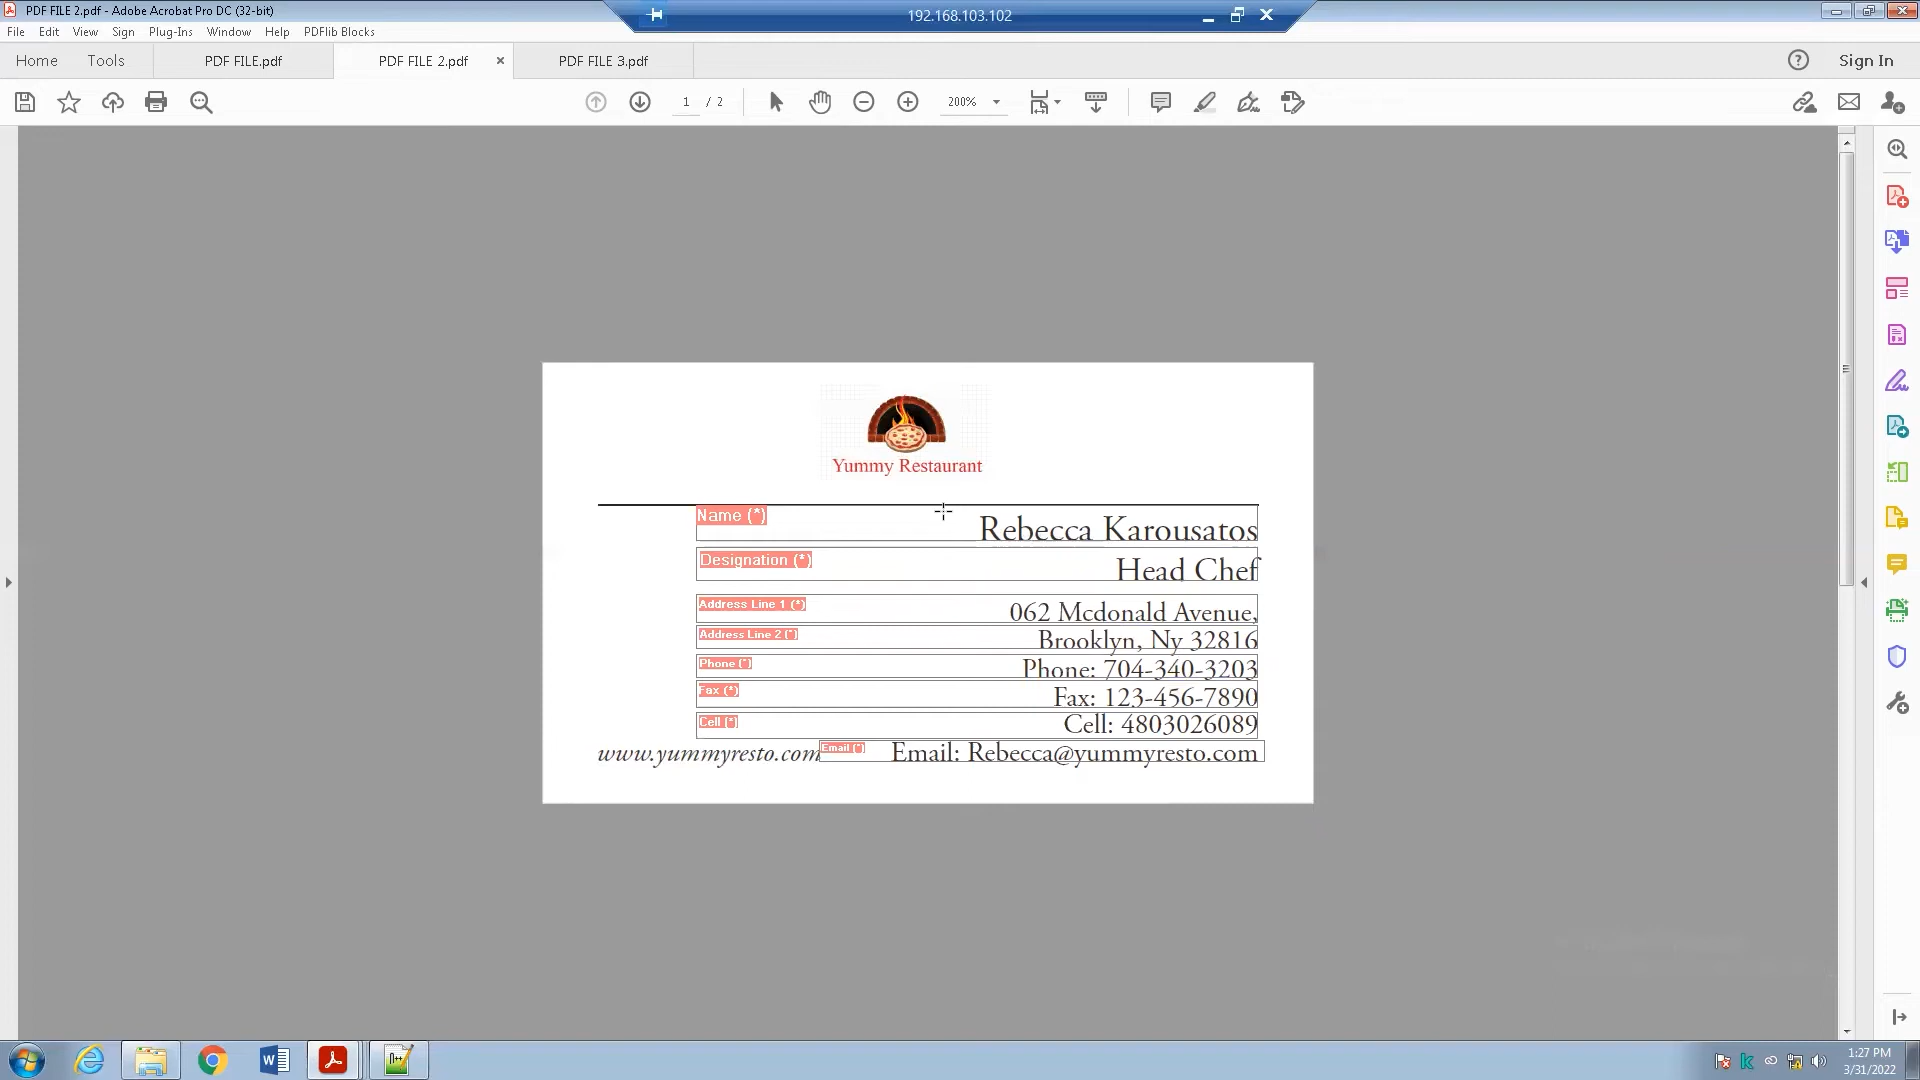 PDF FILE 2.pdf - Adobe Acrobat Pro DC (32-bit)
192.168.103.102
File Edit View Sign Plug-Ins Window Help PDFlib Blocks
Home Tools PDF FILE.pdf PDF FILE 2.pdf PDF FILE 3.pdf Sign In
1 / 2 200%
Yummy Restaurant
Name (*) Rebecca Karousatos
Designation (*) Head Chef
Address Line 1 (*) 062 Mcdonald Avenue,
Address Line 2 (*) Brooklyn, Ny 32816
Phone (*) Phone: 704-340-3203
Fax (*) Fax: 123-456-7890
Cell (*) Cell: 4803026089
www.yummyresto.com Email (*) Email: Rebecca@yummyresto.com
1:27 PM
3/31/2022